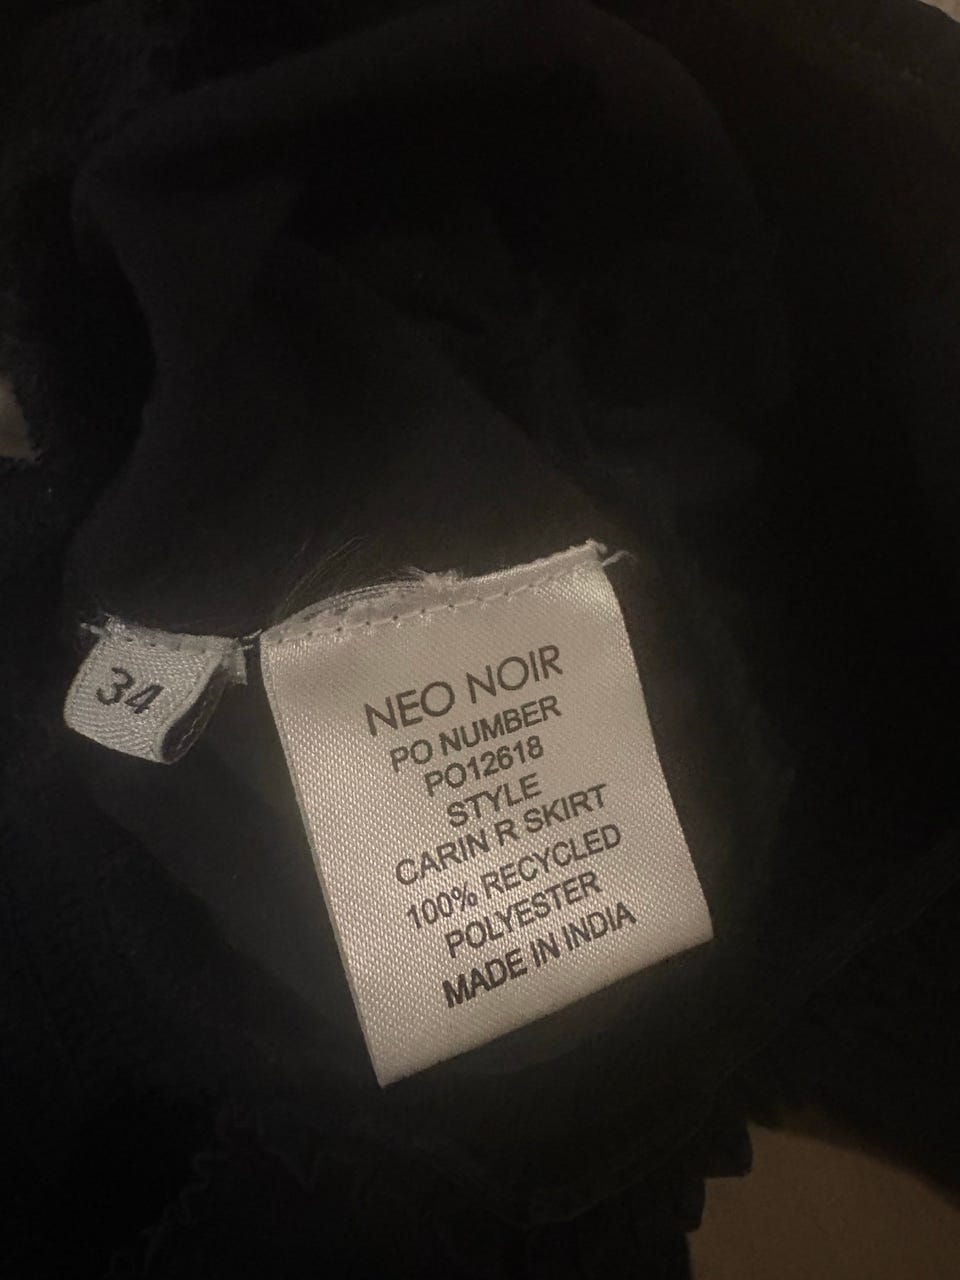 34
NEO NOIR
PO NUMBER
PO12618
STYLE
CARIN R SKIRT
100% RECYCLED
POLYESTER
MADE IN INDIA